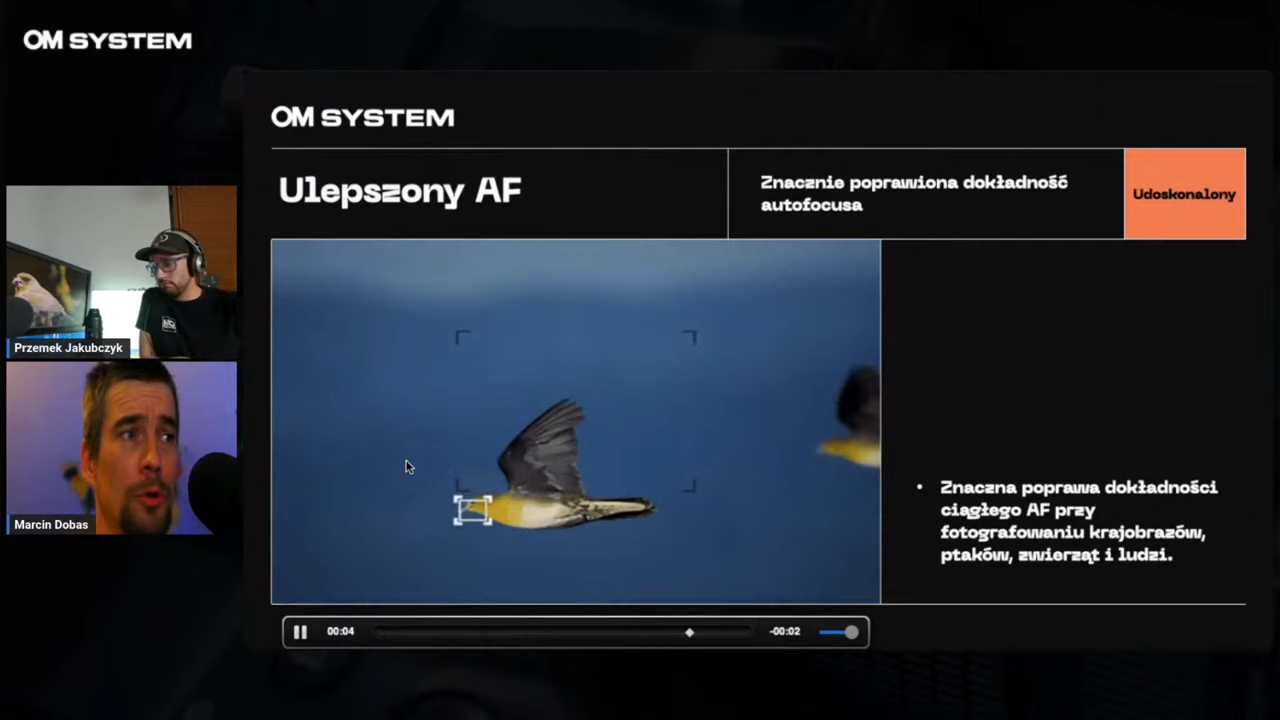 OM SYSTEM
OM SYSTEM
Ulepszony AF
Znacznie poprawiona dokładność
autofocusa
Udoskonalony
Przemek Jakubczyk
Marcin Dobas
• Znaczna poprawa dokładności
ciągłego AF przy
fotografowaniu krajobrazów,
ptaków, zwierząt i ludzi.
00:04
-00:02